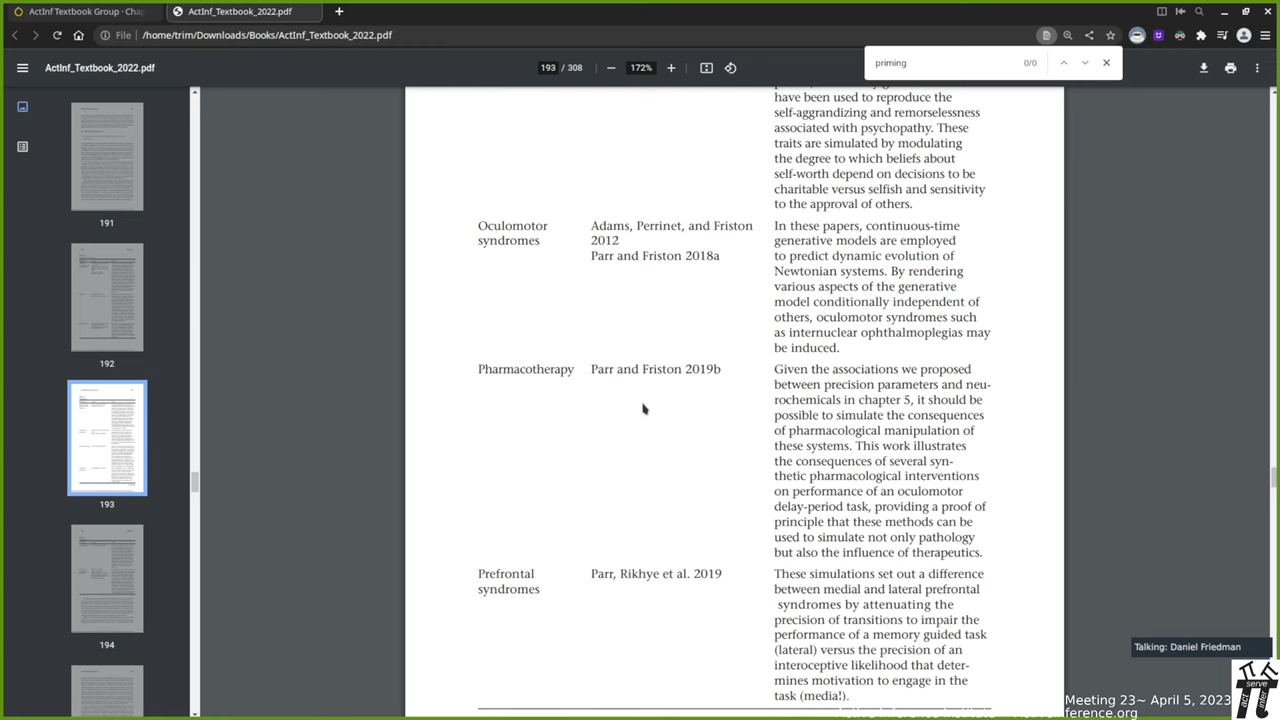 ActInf Textbook Group · Chap
ActInf_Textbook_2022.pdf
File
/home/trim/Downloads/Books/ActInf_Textbook_2022.pdf
ActInf_Textbook_2022.pdf
193 / 308
172%
priming
0/0
191
192
193
194
have been used to reproduce the
self-aggrandizing and remorselessness
associated with psychopathy. These
traits are simulated by modulating
the degree to which beliefs about
self-worth depend on decisions to be
charitable versus selfish and sensitivity
to the approval of others.
Oculomotor
syndromes
Adams, Perrinet, and Friston
2012
Parr and Friston 2018a
In these papers, continuous-time
generative models are employed
to predict dynamic evolution of
Newtonian systems. By rendering
various aspects of the generative
model conditionally independent of
others, oculomotor syndromes such
as internuclear ophthalmoplegias may
be induced.
Pharmacotherapy
Parr and Friston 2019b
Given the associations we proposed
between precision parameters and neu-
rochemicals in chapter 5, it should be
possible to simulate the consequences
of pharmacological manipulation of
these systems. This work illustrates
the consequences of several syn-
thetic pharmacological interventions
on performance of an oculomotor
delay-period task, providing a proof of
principle that these methods can be
used to simulate not only pathology
but also the influence of therapeutics.
Prefrontal
syndromes
Parr, Rikhye et al. 2019
These simulations set out a difference
between medial and lateral prefrontal
syndromes by attenuating the
precision of transitions to impair the
performance of a memory guided task
(lateral) versus the precision of an
interoceptive likelihood that deter-
mines motivation to engage in the
task (medial).
Talking: Daniel Friedman
Meeting 23~ April 5, 2023
serve